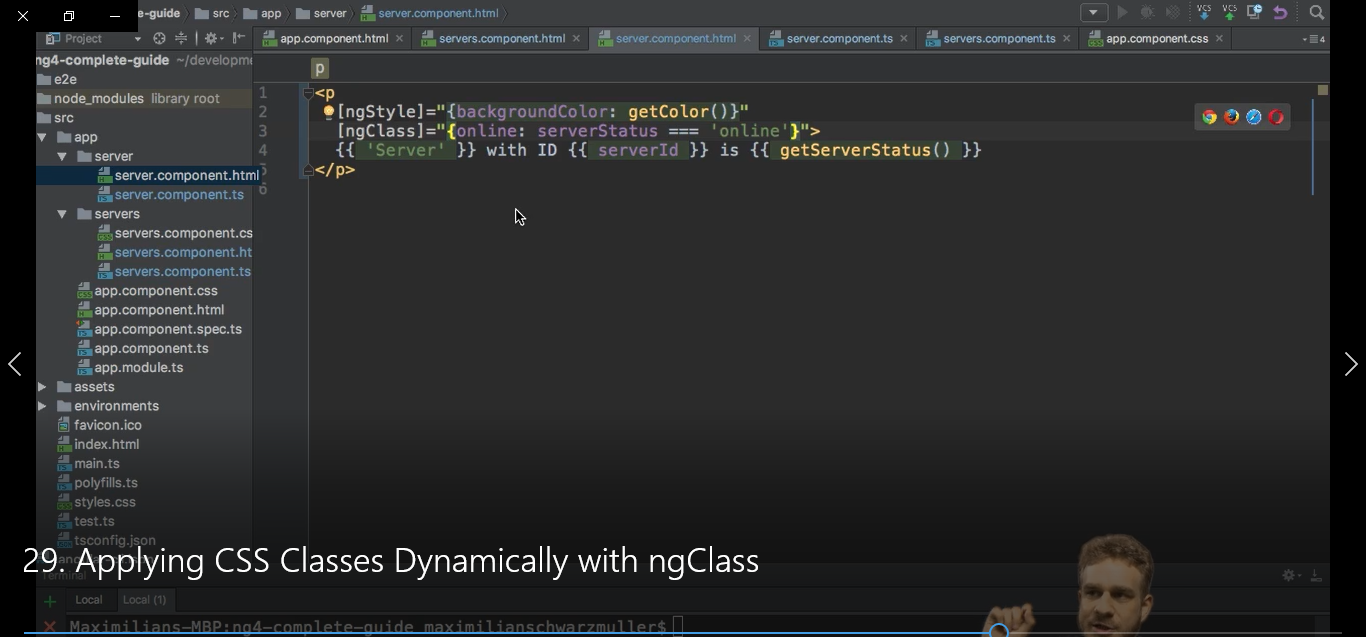 e-guide src app server server.component.html
VCS VCS
Project
app.component.html servers.component.html server.component.html server.component.ts servers.component.ts app.component.css 4
ng4-complete-guide ~/developme
p
e2e
node_modules library root
src
app
server
server.component.html
server.component.ts
servers
servers.component.cs
servers.component.ht
servers.component.ts
app.component.css
app.component.html
app.component.spec.ts
app.component.ts
app.module.ts
assets
environments
favicon.ico
index.html
main.ts
polyfills.ts
styles.css
test.ts
tsconfig.json
1 <p
2 [ngStyle]="{backgroundColor: getColor()}"
3 [ngClass]="{online: serverStatus === 'online'}">
4 {{ 'Server' }} with ID {{ serverId }} is {{ getServerStatus() }}
5 </p>
6
29. Applying CSS Classes Dynamically with ngClass
Terminal
Local Local (1)
Maximilians-MBP:ng4-complete-guide maximilianschwarzmuller$